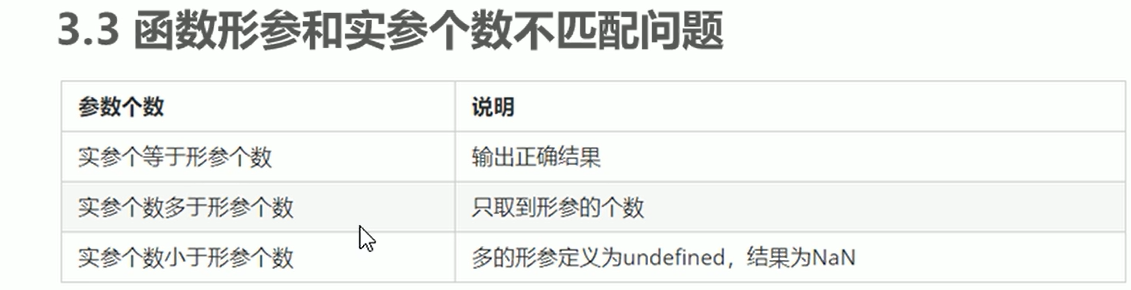 3.3 函数形参和实参个数不匹配问题
参数个数 说明
实参个等于形参个数 输出正确结果
实参个数多于形参个数 只取到形参的个数
实参个数小于形参个数 多的形参定义为undefined，结果为NaN